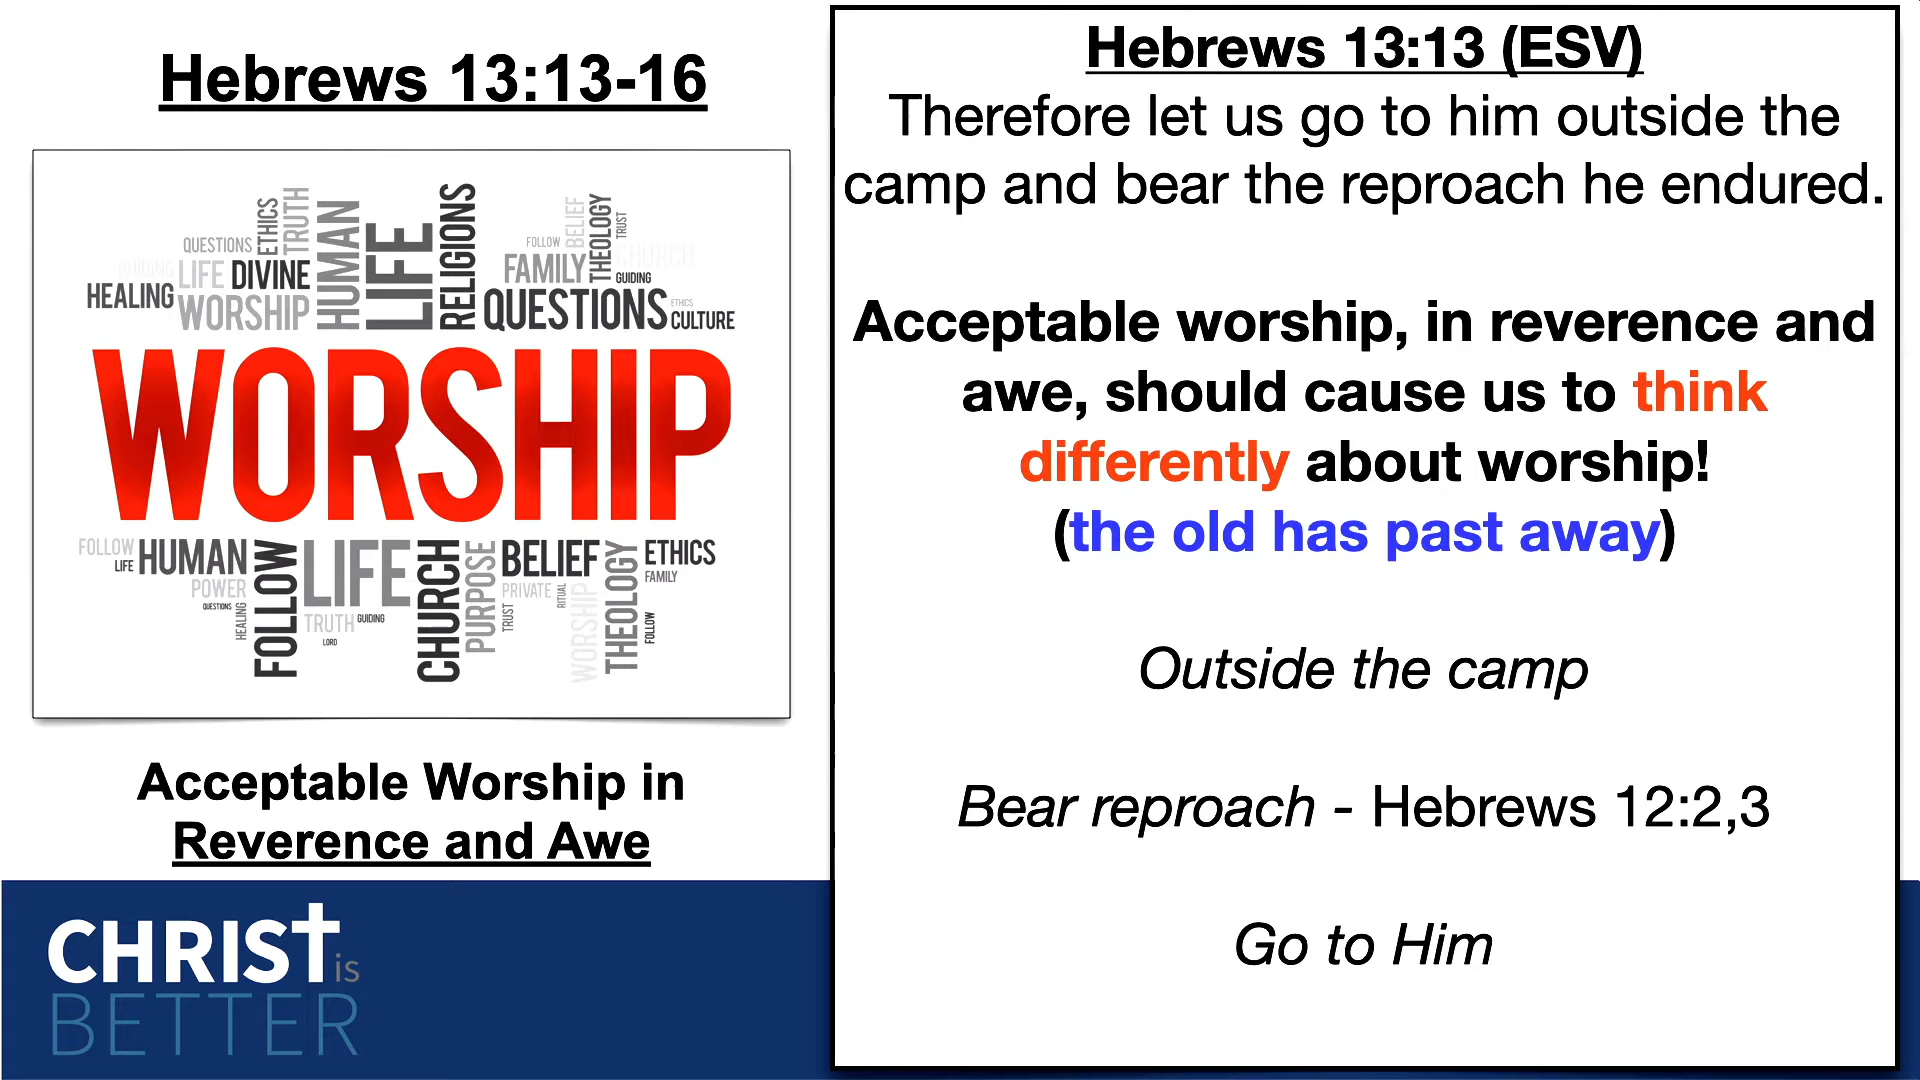 Hebrews 13:13-16
QUESTIONS
ETHICS
TRUTH
HUMAN
LIFE
RELIGIONS
FOLLOW
BELIEF
THEOLOGY
TRUST
CHURCH
GUIDING
LIFE
DIVINE
FAMILY
GUIDING
HEALING
WORSHIP
QUESTIONS
ETHICS
CULTURE
WORSHIP
FOLLOW
HUMAN
FOLLOW
LIFE
CHURCH
PURPOSE
BELIEF
THEOLOGY
ETHICS
LIFE
FAMILY
POWER
PRIVATE
RITUAL
WORSHIP
QUESTIONS
HEALING
TRUTH
GUIDING
TRUST
FOLLOW
LORD
Acceptable Worship in
Reverence and Awe
CHRIST is
BETTER
Hebrews 13:13 (ESV)
Therefore let us go to him outside the
camp and bear the reproach he endured.
Acceptable worship, in reverence and
awe, should cause us to think
differently about worship!
(the old has past away)
Outside the camp
Bear reproach - Hebrews 12:2,3
Go to Him